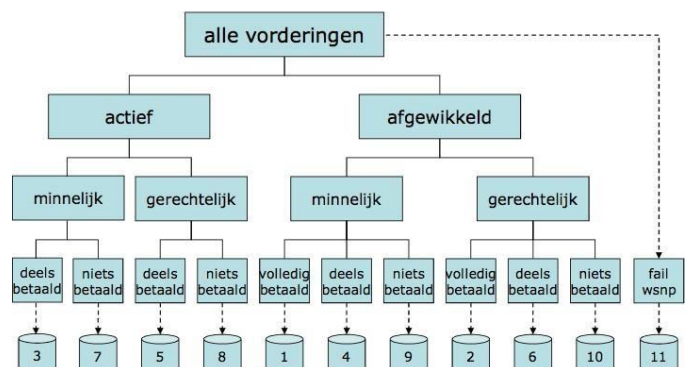 alle vorderingen
actief
afgewikkeld
minnelijk
gerechtelijk
minnelijk
gerechtelijk
deels
betaald
niets
betaald
deels
betaald
niets
betaald
volledig
betaald
deels
betaald
niets
betaald
volledig
betaald
deels
betaald
niets
betaald
fail
wsnp
3
7
5
8
1
4
9
2
6
10
11